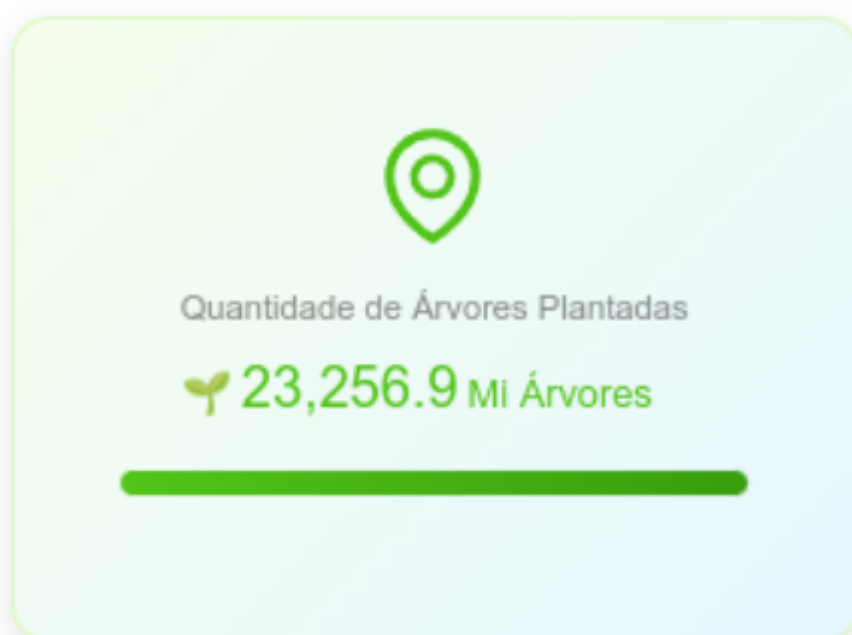 Quantidade de Árvores Plantadas
🌱 23,256.9 Mi Árvores